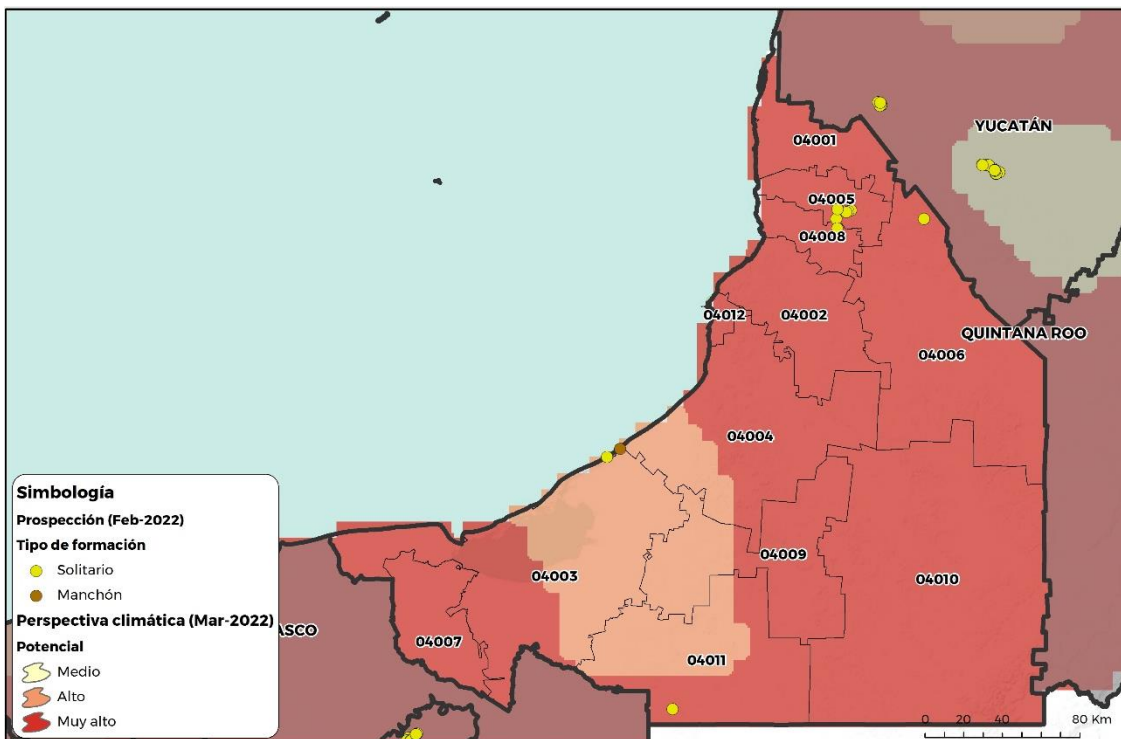 YUCATÁN
04001
04005
04008
04012
04002
QUINTANA ROO
04006
04004
04009
04003
04010
04007
04011
ASCO
Simbología
Prospección (Feb-2022)
Tipo de formación
Solitario
Manchón
Perspectiva climática (Mar-2022)
Potencial
Medio
Alto
Muy alto
0 20 40 80 Km